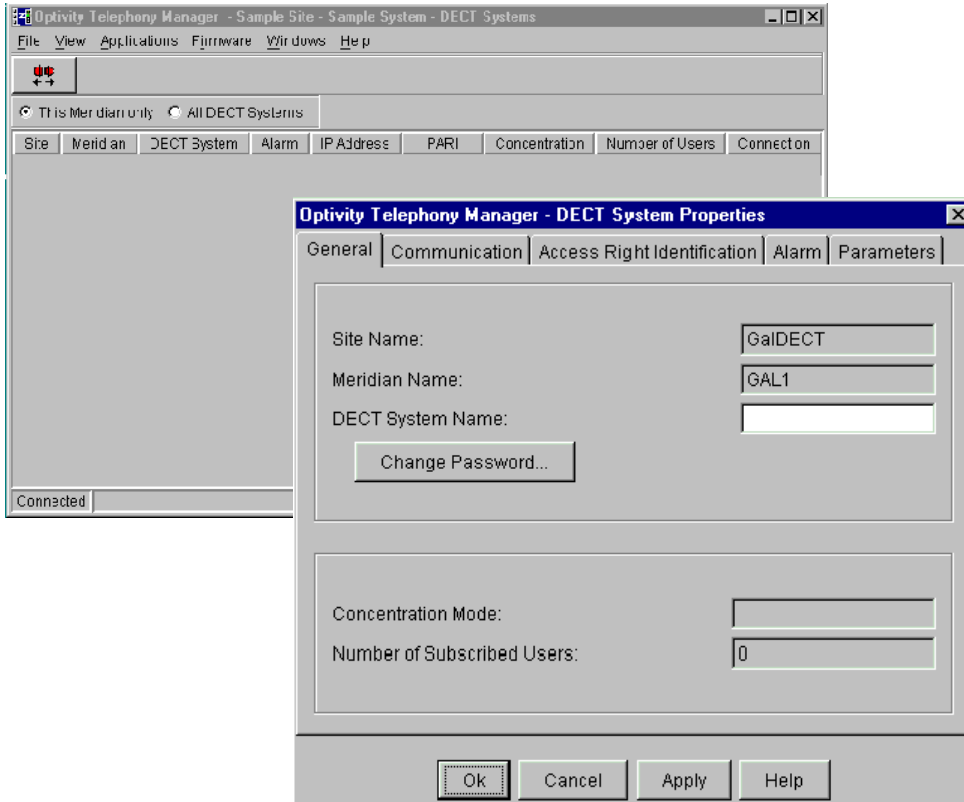 Optivity Telephony Manager - Sample Site - Sample System - DECT Systems
File View Applications Firmware Windows Help
This Meridian only All DECT Systems
Site Meridian DECT System Alarm IP Address PARI Concentration Number of Users Connection
Connected
Optivity Telephony Manager - DECT System Properties
General Communication Access Right Identification Alarm Parameters
Site Name: GalDECT
Meridian Name: GAL1
DECT System Name:
Change Password...
Concentration Mode:
Number of Subscribed Users: 0
Ok Cancel Apply Help